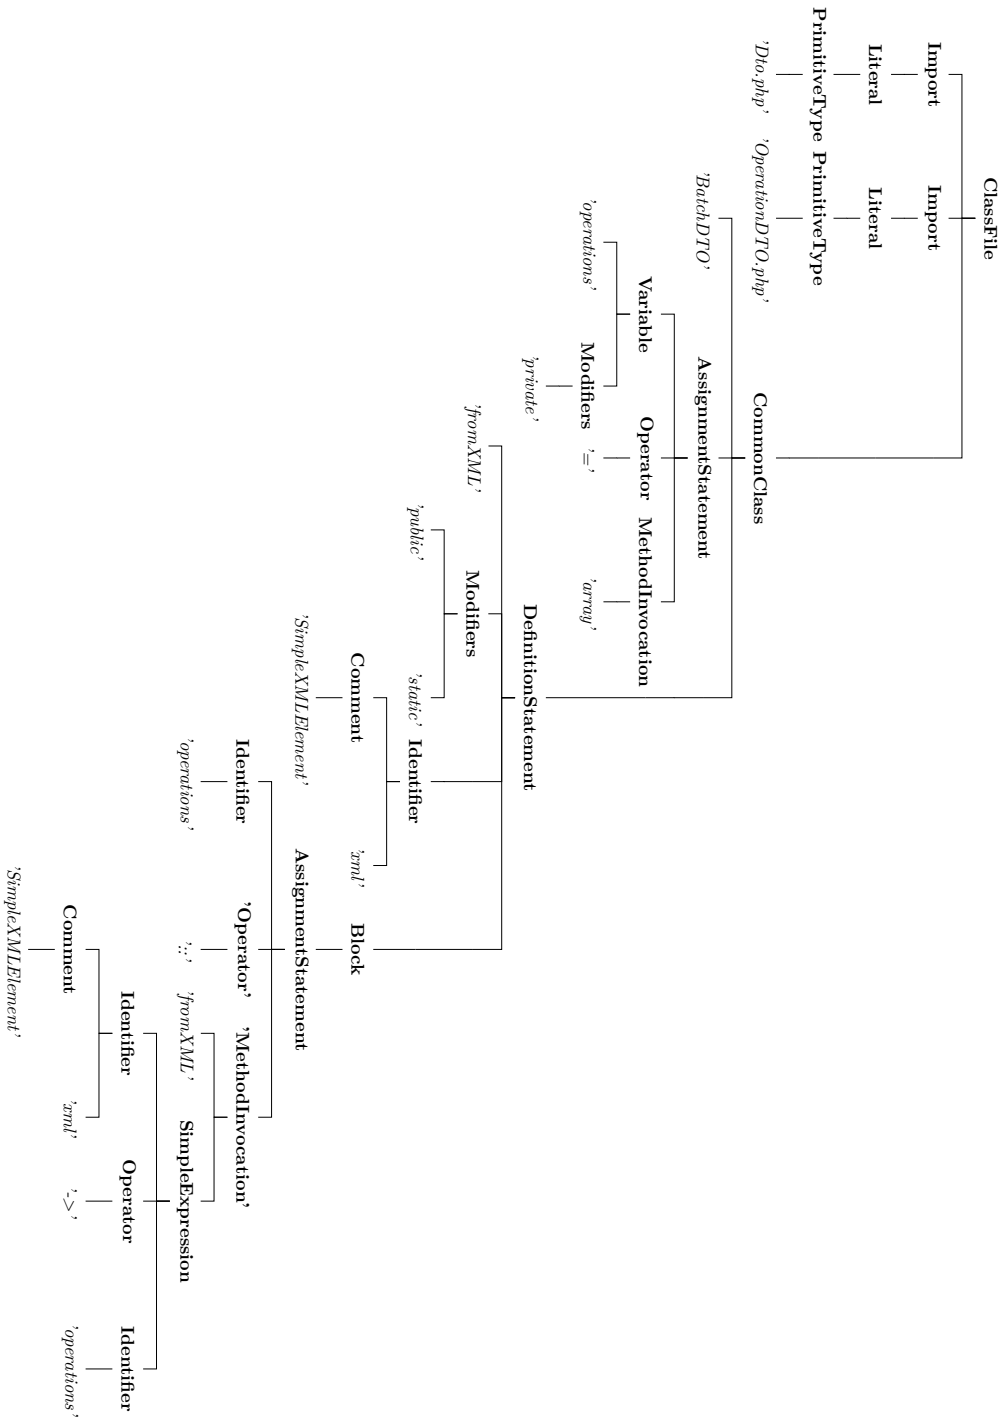 ClassFile
Import
Import
Literal
Literal
PrimitiveType PrimitiveType
CommonClass
'Dto.php'
'OperationDTO.php'
'BatchDTO'
AssignmentStatement
Variable
Operator
MethodInvocation
'operations'
Modifiers
'='
'array'
'private'
DefinitionStatement
'fromXML'
Modifiers
'public'
'static'
Identifier
Block
Comment
'xml'
'SimpleXMLElement'
AssignmentStatement
Identifier
'Operator'
'MethodInvocation'
'operations'
'::'
'fromXML'
SimpleExpression
Identifier
Operator
Identifier
Comment
'xml'
'->'
'operations'
'SimpleXMLElement'